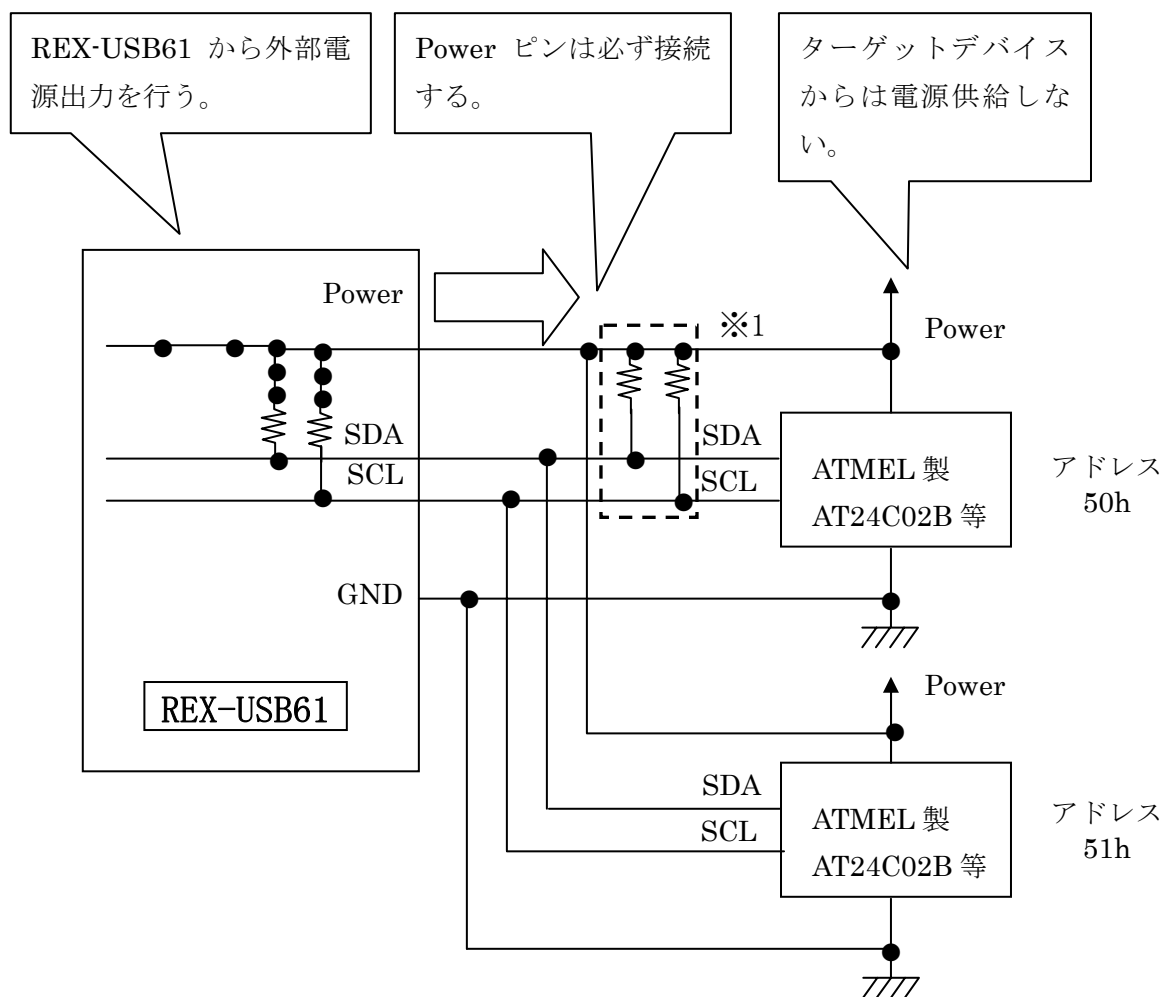 REX-USB61 から外部電
源出力を行う。
Power ピンは必ず接続
する。
ターゲットデバイス
からは電源供給しな
い。
Power
※1
Power
SDA
SCL
SDA
SCL
ATMEL 製
AT24C02B 等
アドレス
50h
GND
REX-USB61
Power
SDA
SCL
ATMEL 製
AT24C02B 等
アドレス
51h